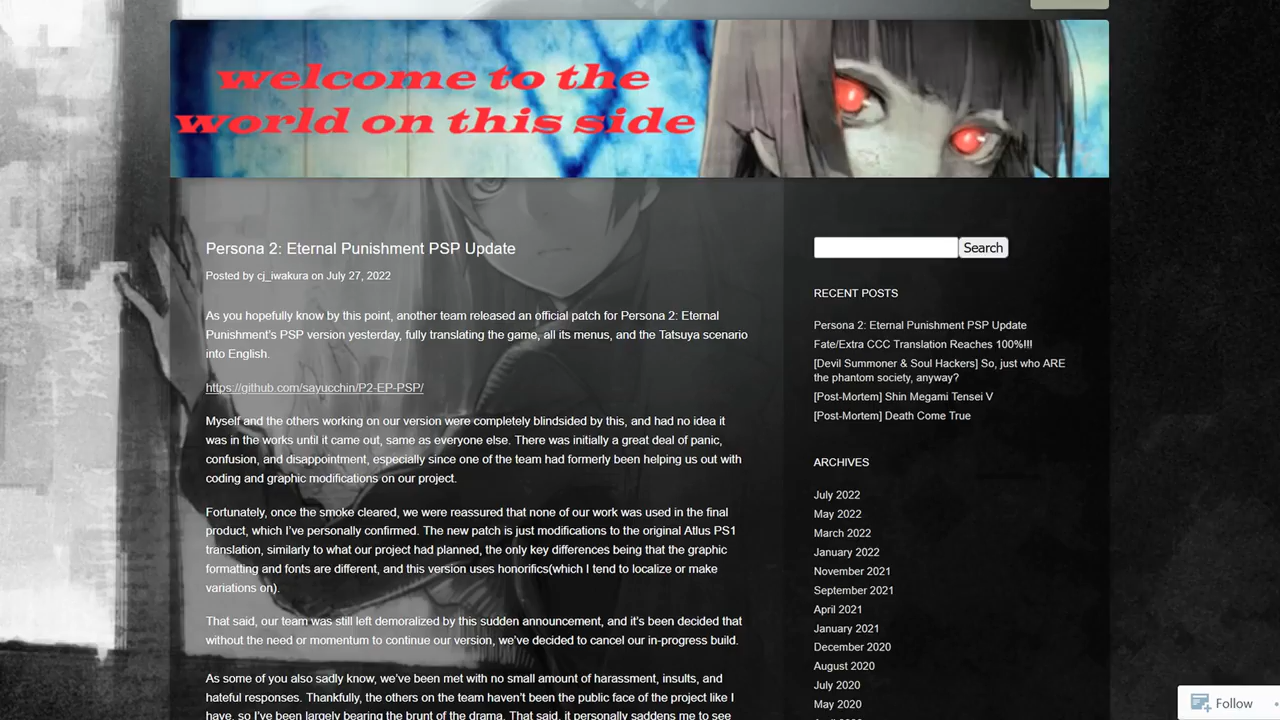 welcome to the
world on this side
Persona 2: Eternal Punishment PSP Update
Posted by cj_iwakura on July 27, 2022
As you hopefully know by this point, another team released an official patch for Persona 2: Eternal
Punishment's PSP version yesterday, fully translating the game, all its menus, and the Tatsuya scenario
into English.
https://github.com/sayucchin/P2-EP-PSP/
Myself and the others working on our version were completely blindsided by this, and had no idea it
was in the works until it came out, same as everyone else. There was initially a great deal of panic,
confusion, and disappointment, especially since one of the team had formerly been helping us out with
coding and graphic modifications on our project.
Fortunately, once the smoke cleared, we were reassured that none of our work was used in the final
product, which I've personally confirmed. The new patch is just modifications to the original Atlus PS1
translation, similarly to what our project had planned, the only key differences being that the graphic
formatting and fonts are different, and this version uses honorifics(which I tend to localize or make
variations on).
That said, our team was still left demoralized by this sudden announcement, and it's been decided that
without the need or momentum to continue our version, we've decided to cancel our in-progress build.
As some of you also sadly know, we've been met with no small amount of harassment, insults, and
hateful responses. Thankfully, the others on the team haven't been the public face of the project like I
have, so I've been largely bearing the brunt of the drama. That said, it personally saddens me to see
Search
RECENT POSTS
Persona 2: Eternal Punishment PSP Update
Fate/Extra CCC Translation Reaches 100%!!!
[Devil Summoner & Soul Hackers] So, just who ARE
the phantom society, anyway?
[Post-Mortem] Shin Megami Tensei V
[Post-Mortem] Death Come True
ARCHIVES
July 2022
May 2022
March 2022
January 2022
November 2021
September 2021
April 2021
January 2021
December 2020
August 2020
July 2020
May 2020
Follow